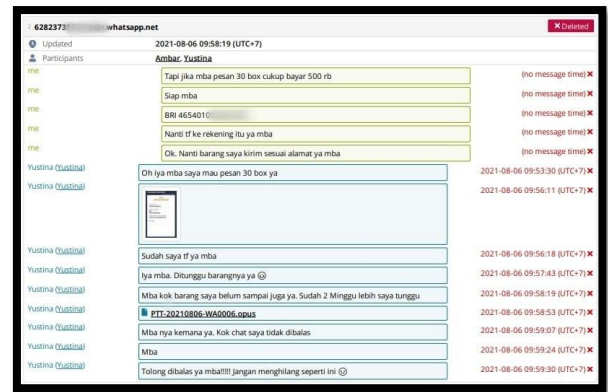 6282373 whatsapp.net
Deleted
Updated 2021-08-06 09:58:19 (UTC+7)
Participants Ambar, Yustina
me Tapi jika mba pesan 30 box cukup bayar 500 rb (no message time)
me Siap mba (no message time)
me BRI 4654010 (no message time)
me Nanti tf ke rekening itu ya mba (no message time)
me Ok. Nanti barang saya kirim sesuai alamat ya mba (no message time)
Yustina (Yustina) Oh iya mba saya mau pesan 30 box ya 2021-08-06 09:53:30 (UTC+7)
Yustina (Yustina) 2021-08-06 09:56:11 (UTC+7)
Yustina (Yustina) Sudah saya tf ya mba 2021-08-06 09:56:18 (UTC+7)
Yustina (Yustina) Iya mba. Ditunggu barangnya ya 2021-08-06 09:57:43 (UTC+7)
Yustina (Yustina) Mba kok barang saya belum sampai juga ya. Sudah 2 Minggu lebih saya tunggu 2021-08-06 09:58:19 (UTC+7)
Yustina (Yustina) PTT-20210806-WA0006.opus 2021-08-06 09:58:53 (UTC+7)
Yustina (Yustina) Mba nya kemana ya. Kok chat saya tidak dibalas 2021-08-06 09:59:07 (UTC+7)
Yustina (Yustina) Mba 2021-08-06 09:59:24 (UTC+7)
Yustina (Yustina) Tolong dibalas ya mba!!!!! Jangan menghilang seperti ini 2021-08-06 09:59:30 (UTC+7)